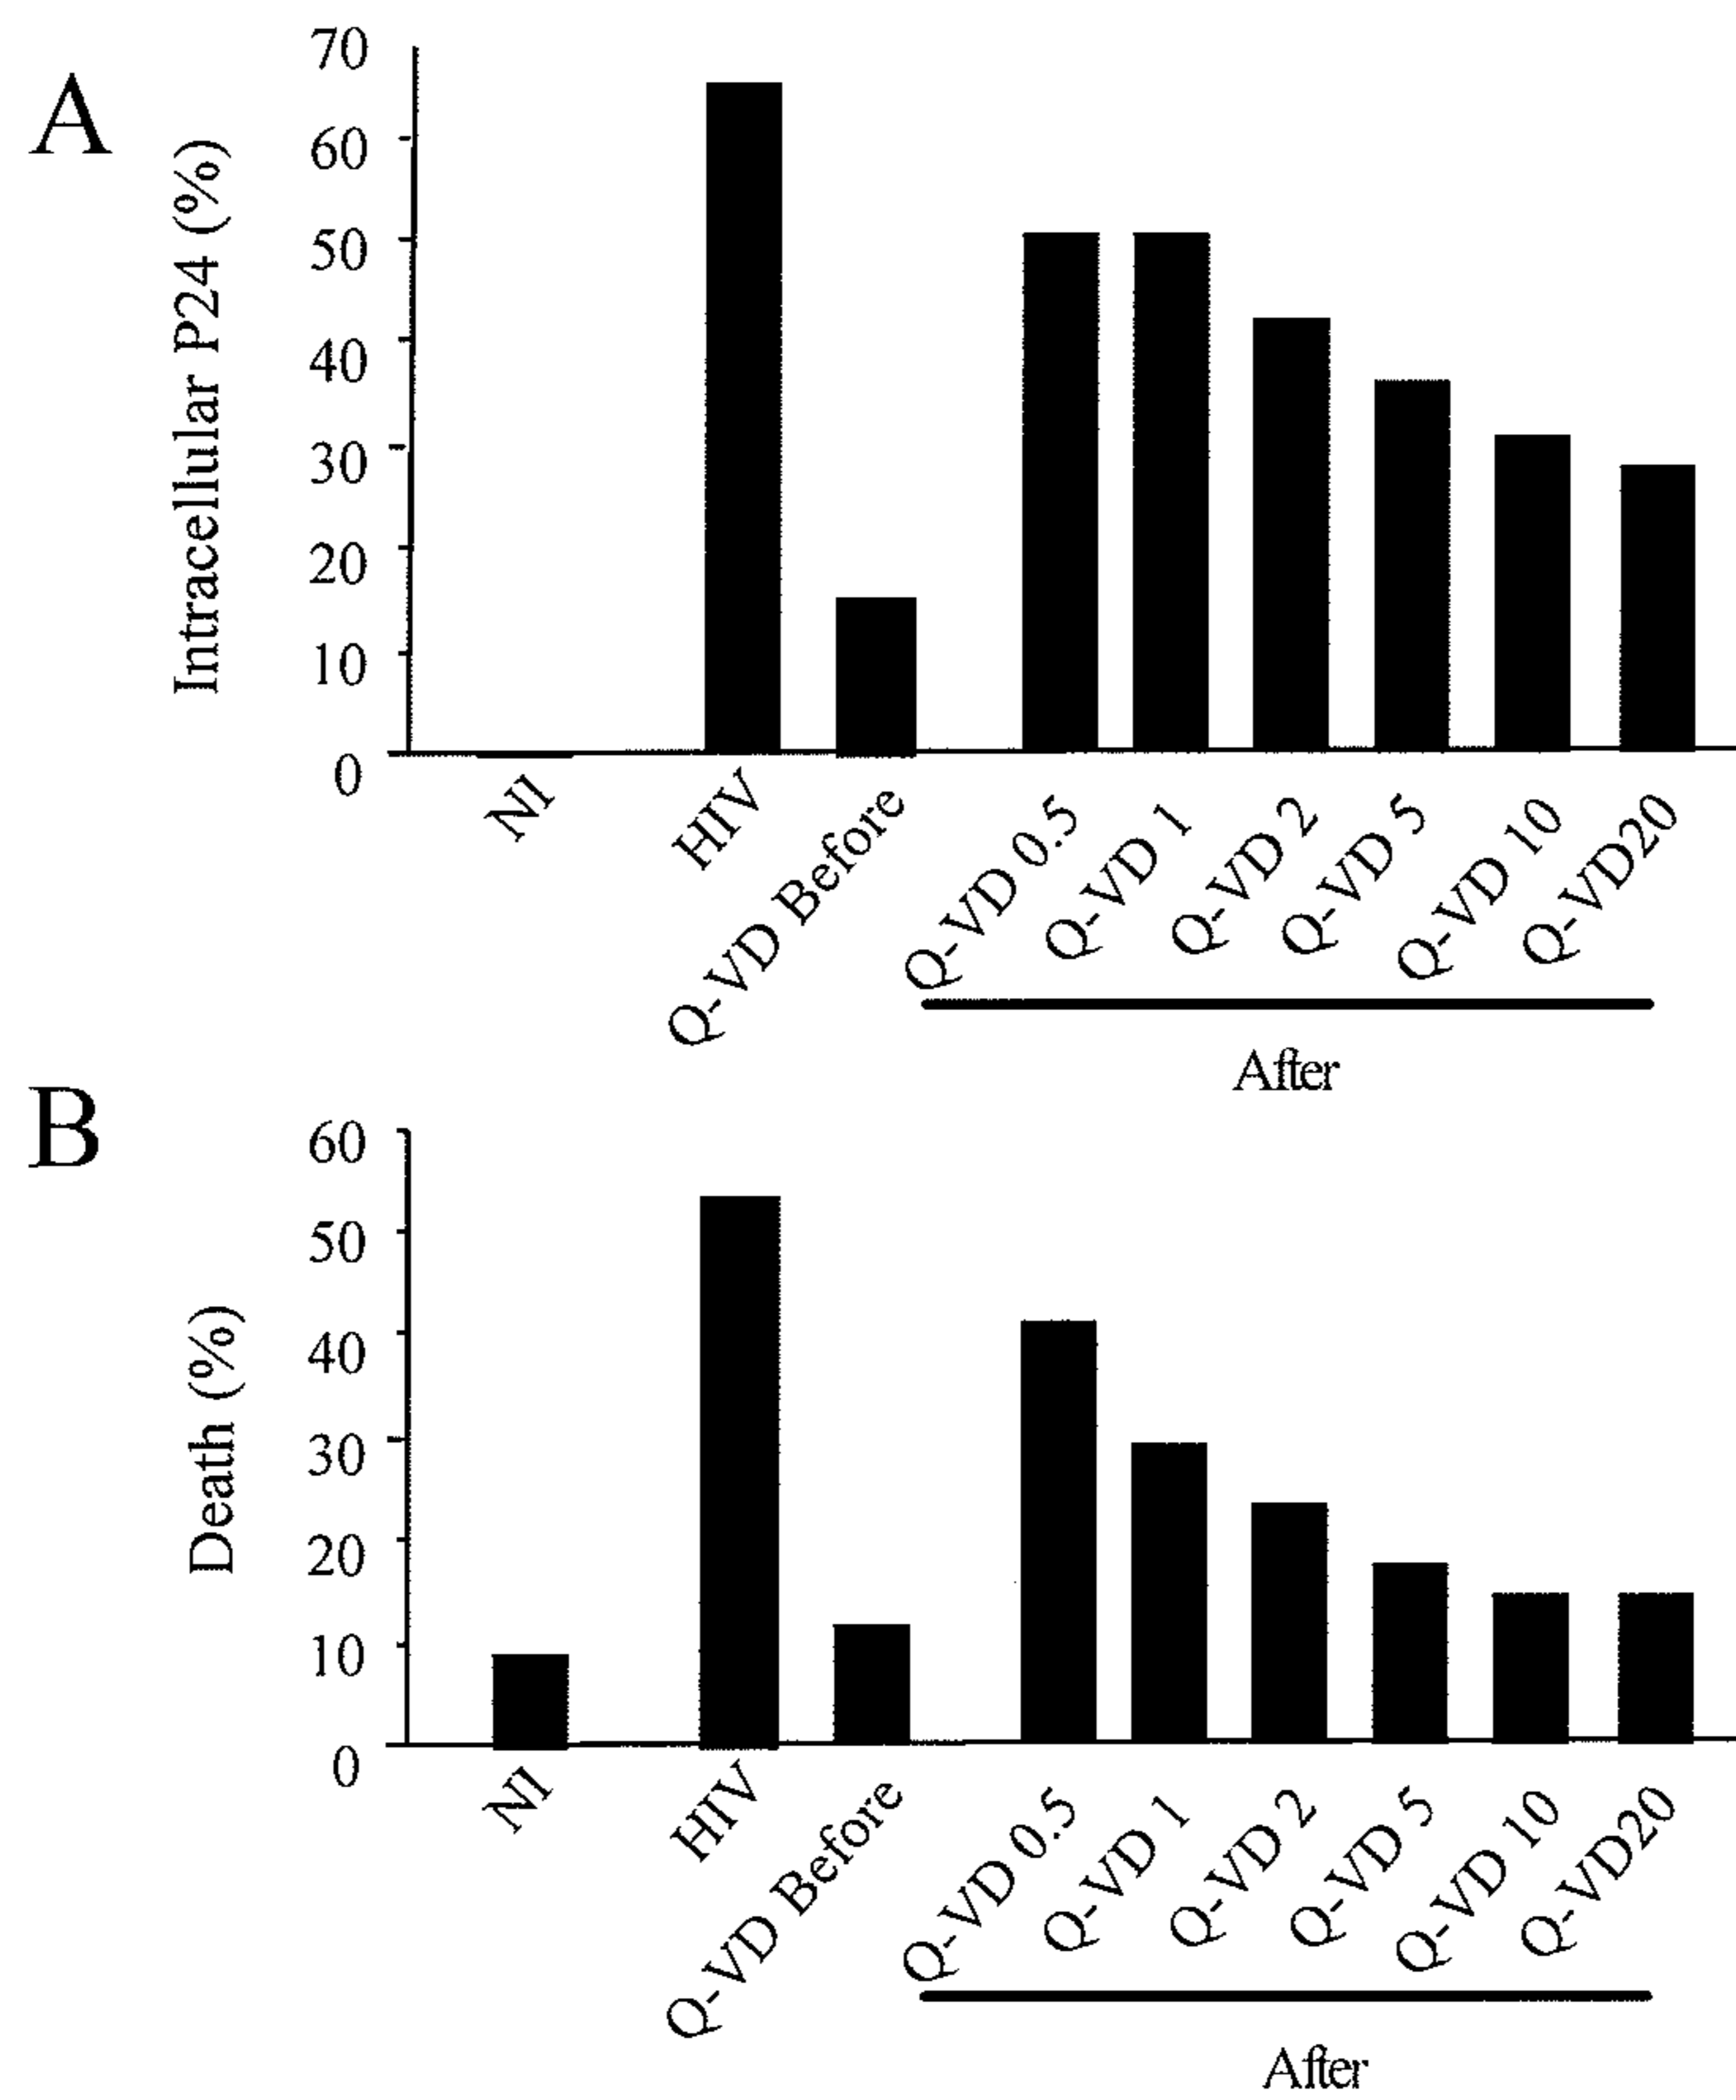 A
Intracellular P24 (%)
70
60
50
40
30
20
10
0
NI
HIV
Q-VD Before
Q-VD 0.5
Q-VD 1
Q-VD 2
Q-VD 5
Q-VD 10
Q-VD20
After
B
Death (%)
60
50
40
30
20
10
0
NI
HIV
Q-VD Before
Q-VD 0.5
Q-VD 1
Q-VD 2
Q-VD 5
Q-VD 10
Q-VD20
After